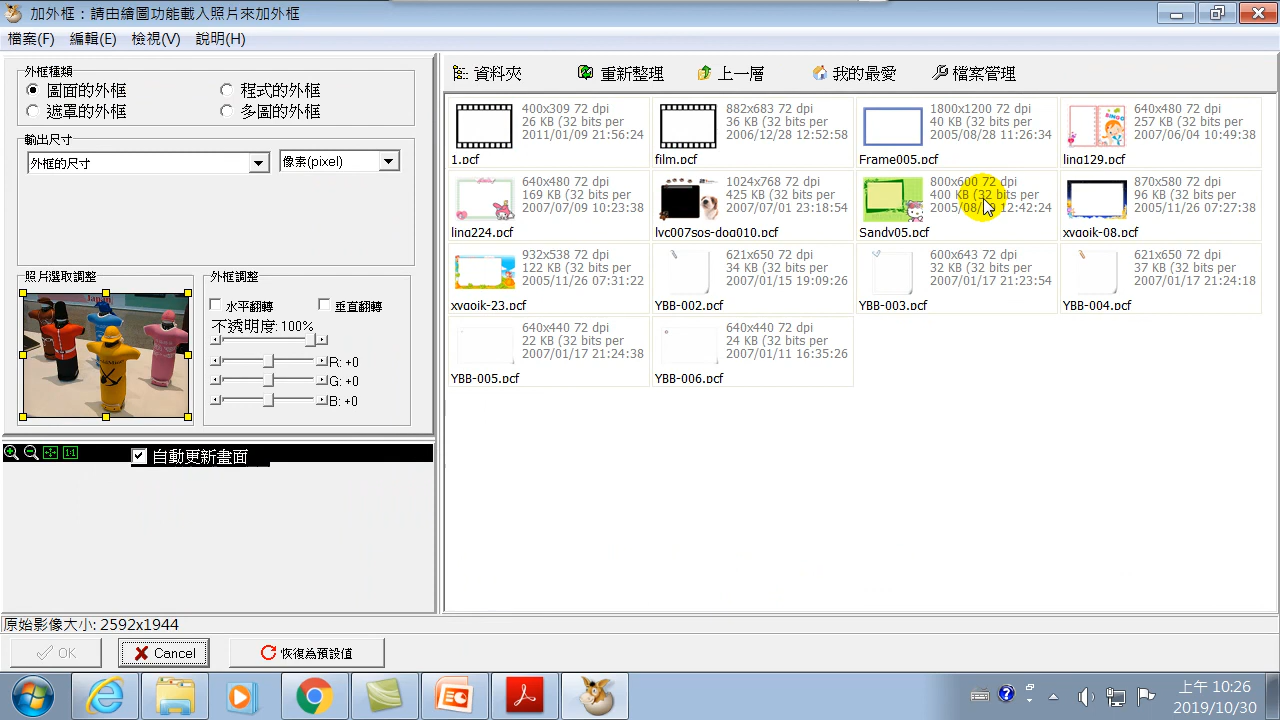 加外框：請由繪圖功能載入照片來加外框
檔案(F) 編輯(E) 檢視(V) 說明(H)
外框種類
圖面的外框 程式的外框
遮罩的外框 多圖的外框
輸出尺寸
外框的尺寸 像素(pixel)
照片選取調整
外框調整
水平翻轉 垂直翻轉
不透明度: 100%
R: +0
G: +0
B: +0
自動更新畫面
資料夾 重新整理 上一層 我的最愛 檔案管理
400x309 72 dpi
26 KB (32 bits per
2011/01/09 21:56:24
1.pcf
882x683 72 dpi
36 KB (32 bits per
2006/12/28 12:52:58
film.pcf
1800x1200 72 dpi
40 KB (32 bits per
2005/08/28 11:26:34
Frame005.pcf
640x480 72 dpi
257 KB (32 bits per
2007/06/04 10:49:38
ling129.pcf
640x480 72 dpi
169 KB (32 bits per
2007/07/09 10:23:38
ling224.pcf
1024x768 72 dpi
425 KB (32 bits per
2007/07/01 23:18:54
lyc007sos-dog010.pcf
800x600 72 dpi
400 KB (32 bits per
2005/08/ 12:42:24
Sandy05.pcf
870x580 72 dpi
96 KB (32 bits per
2005/11/26 07:27:38
xvgoik-08.pcf
932x538 72 dpi
122 KB (32 bits per
2005/11/26 07:31:22
xvgoik-23.pcf
621x650 72 dpi
34 KB (32 bits per
2007/01/15 19:09:26
YBB-002.pcf
600x643 72 dpi
32 KB (32 bits per
2007/01/17 21:23:54
YBB-003.pcf
621x650 72 dpi
37 KB (32 bits per
2007/01/17 21:24:18
YBB-004.pcf
640x440 72 dpi
22 KB (32 bits per
2007/01/17 21:24:38
YBB-005.pcf
640x440 72 dpi
24 KB (32 bits per
2007/01/11 16:35:26
YBB-006.pcf
原始影像大小: 2592x1944
OK Cancel 恢復為預設值
上午 10:26
2019/10/30